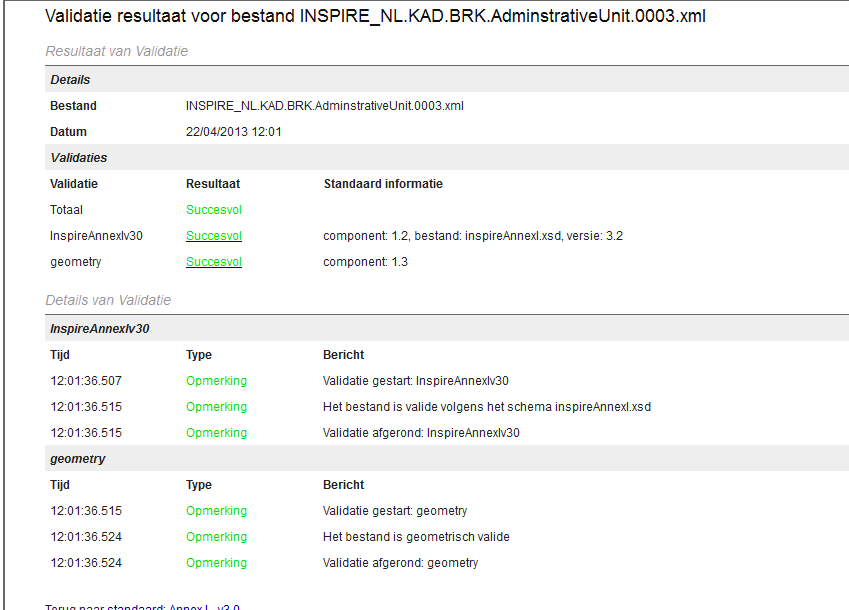 Validatie resultaat voor bestand INSPIRE_NL.KAD.BRK.AdminstrativeUnit.0003.xml
Resultaat van Validatie
Details
Bestand INSPIRE_NL.KAD.BRK.AdminstrativeUnit.0003.xml
Datum 22/04/2013 12:01
Validaties
Validatie Resultaat Standaard informatie
Totaal Succesvol
InspireAnnexIv30 Succesvol component: 1.2, bestand: inspireAnnexI.xsd, versie: 3.2
geometry Succesvol component: 1.3
Details van Validatie
InspireAnnexIv30
Tijd Type Bericht
12:01:36.507 Opmerking Validatie gestart: InspireAnnexIv30
12:01:36.515 Opmerking Het bestand is valide volgens het schema inspireAnnexI.xsd
12:01:36.515 Opmerking Validatie afgerond: InspireAnnexIv30
geometry
Tijd Type Bericht
12:01:36.515 Opmerking Validatie gestart: geometry
12:01:36.524 Opmerking Het bestand is geometrisch valide
12:01:36.524 Opmerking Validatie afgerond: geometry
Terug naar standaard: Annex I - v3.0